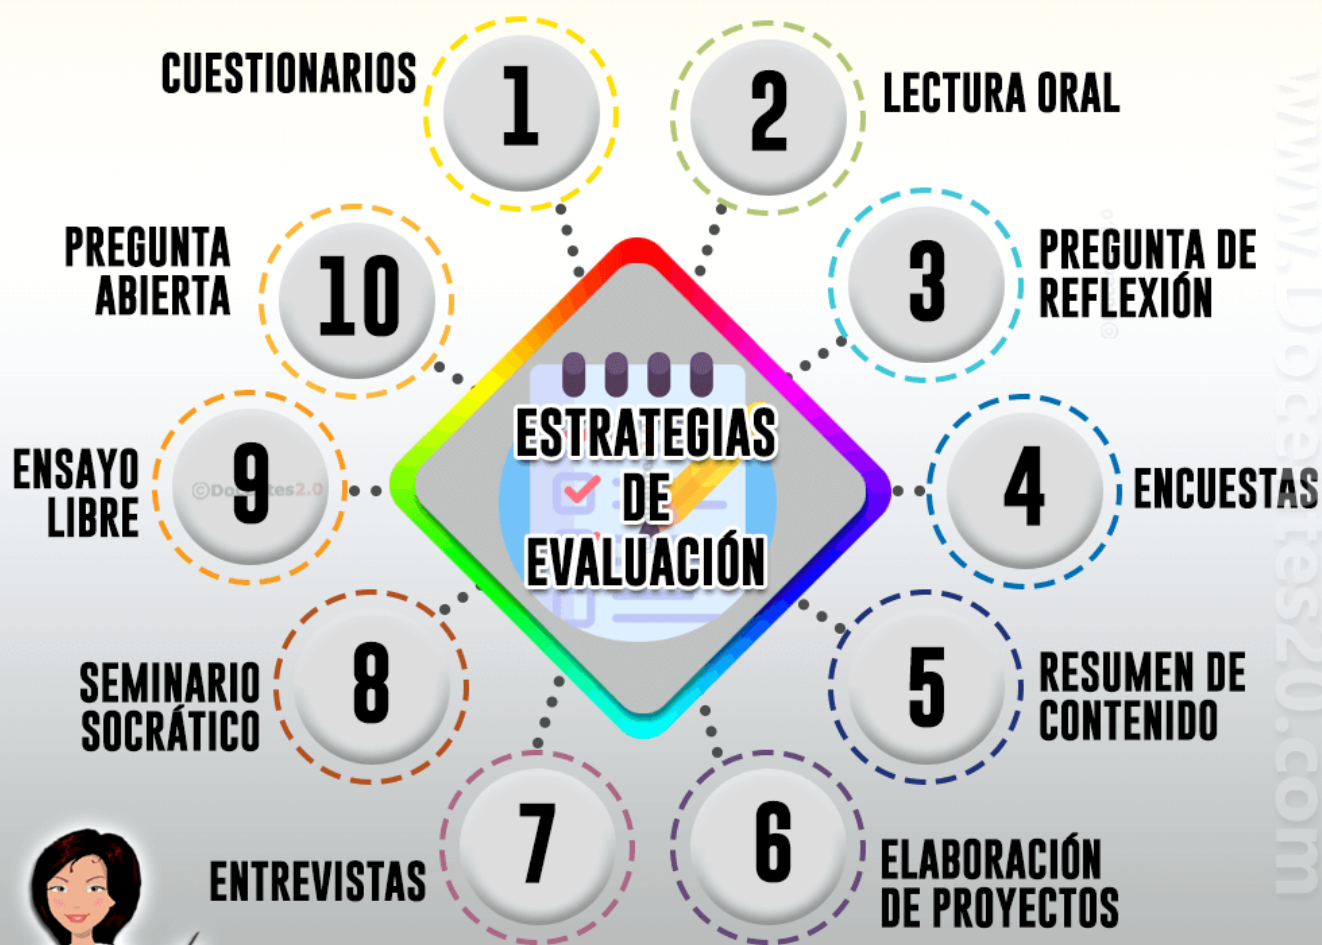 CUESTIONARIOS
1
2
LECTURA ORAL
PREGUNTA
ABIERTA
10
3
PREGUNTA DE
REFLEXIÓN
ESTRATEGIAS
DE
EVALUACIÓN
ENSAYO
LIBRE
9
4
ENCUESTAS
SEMINARIO
SOCRÁTICO
8
5
RESUMEN DE
CONTENIDO
ENTREVISTAS
7
6
ELABORACIÓN
DE PROYECTOS
www.Docentes20.com